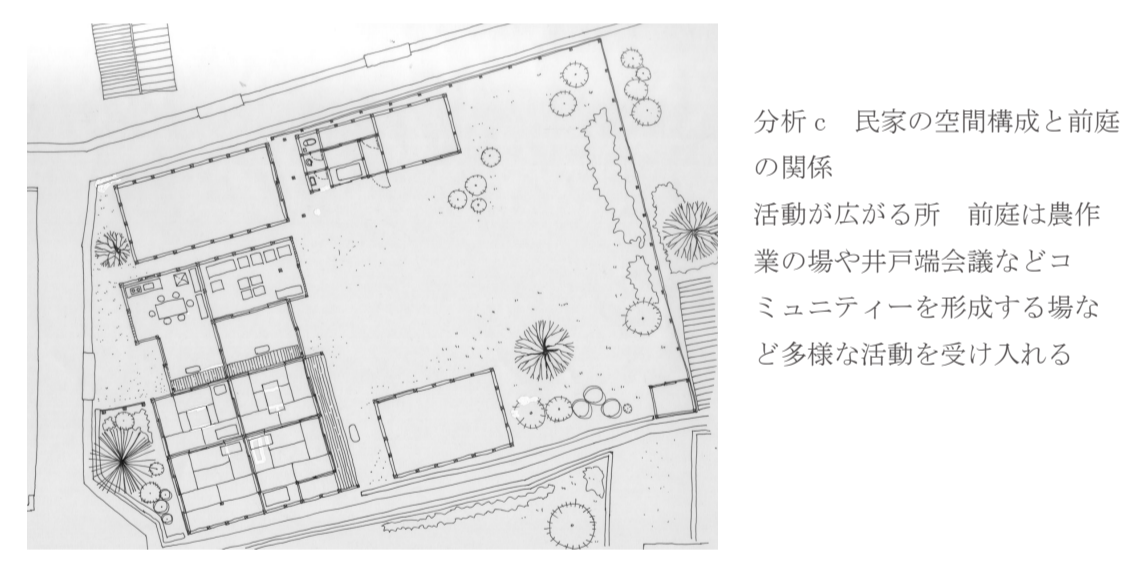 分析 c　民家の空間構成と前庭
の関係
活動が広がる所　前庭は農作
業の場や井戸端会議などコ
ミュニティーを形成する場な
ど多様な活動を受け入れる